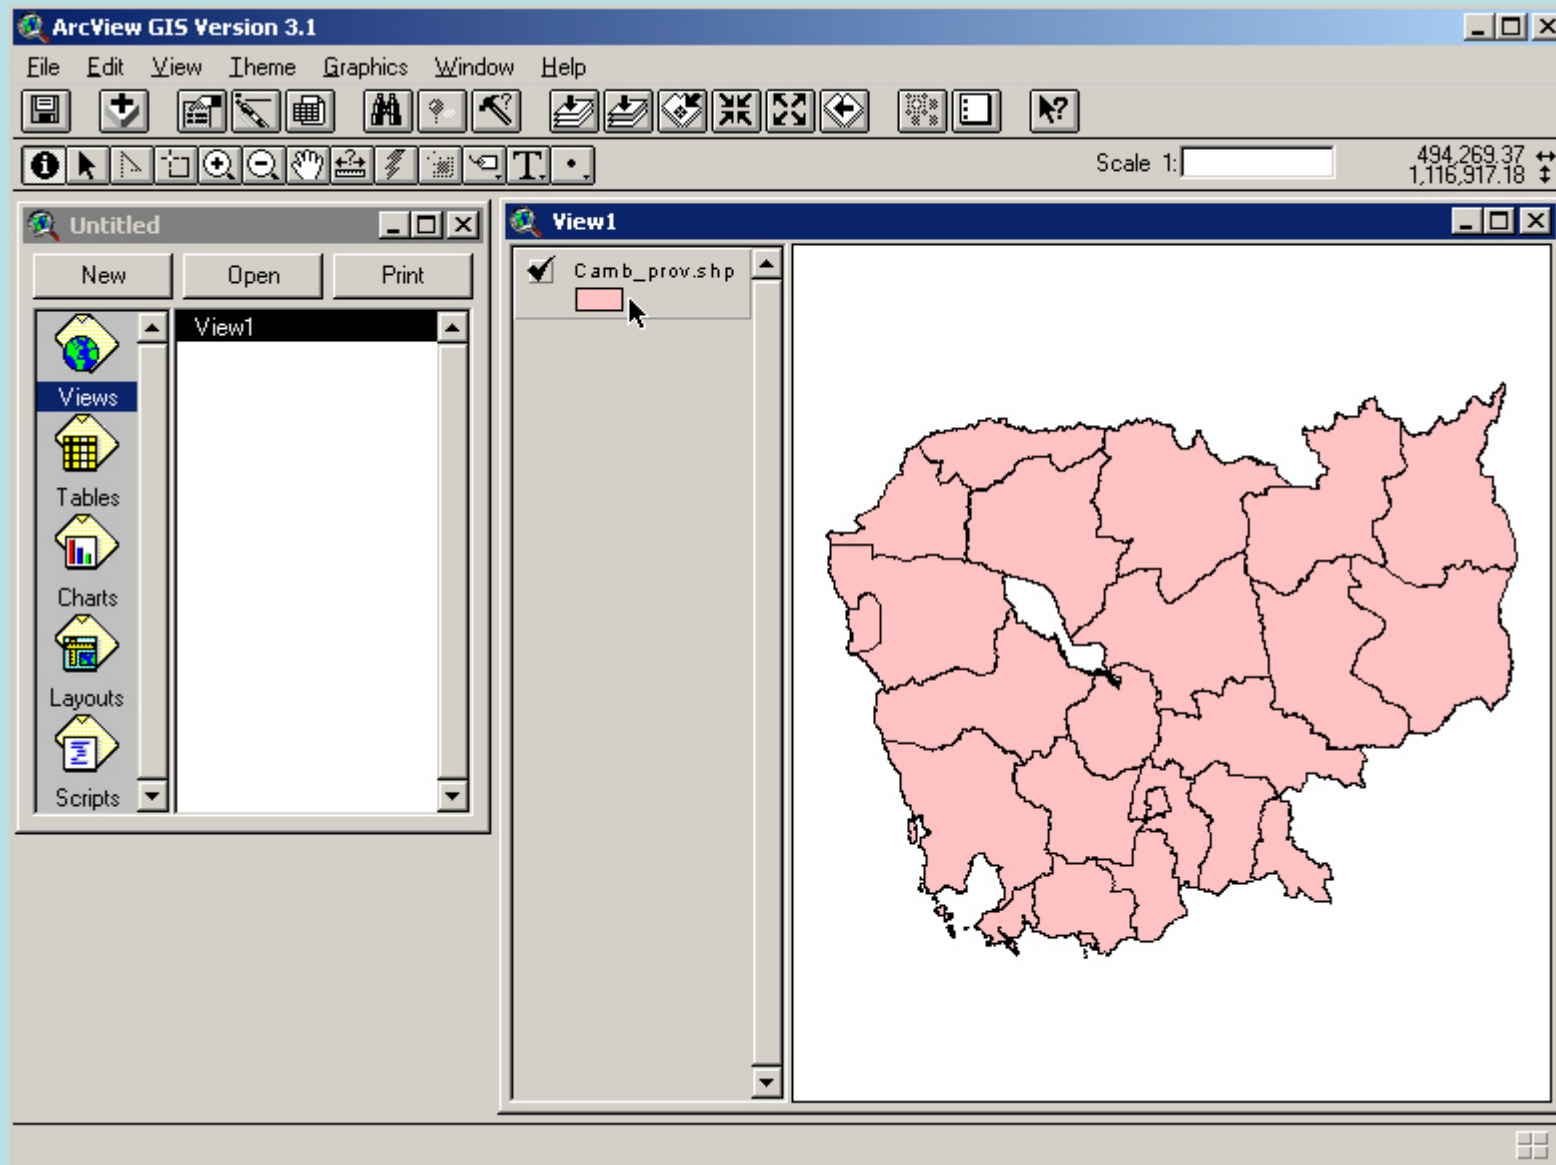 ArcView GIS Version 3.1
File Edit View Theme Graphics Window Help
Scale 1:
494,269.37
1,116,917.18
Untitled
New Open Print
Views
Tables
Charts
Layouts
Scripts
View1
View1
Camb_prov.shp